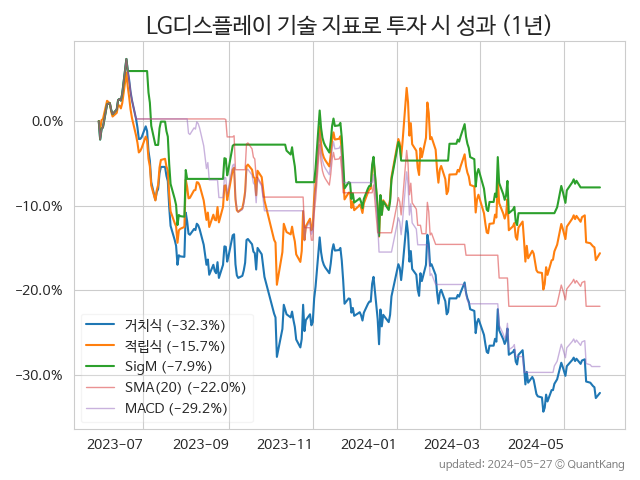 LG디스플레이 기술 지표로 투자 시 성과 (1년)
0.0%
−10.0%
−20.0%
−30.0%
거치식 (−32.3%)
적립식 (−15.7%)
SigM (−7.9%)
SMA(20) (−22.0%)
MACD (−29.2%)
2023−07 2023−09 2023−11 2024−01 2024−03 2024−05
updated: 2024-05-27 © QuantKang